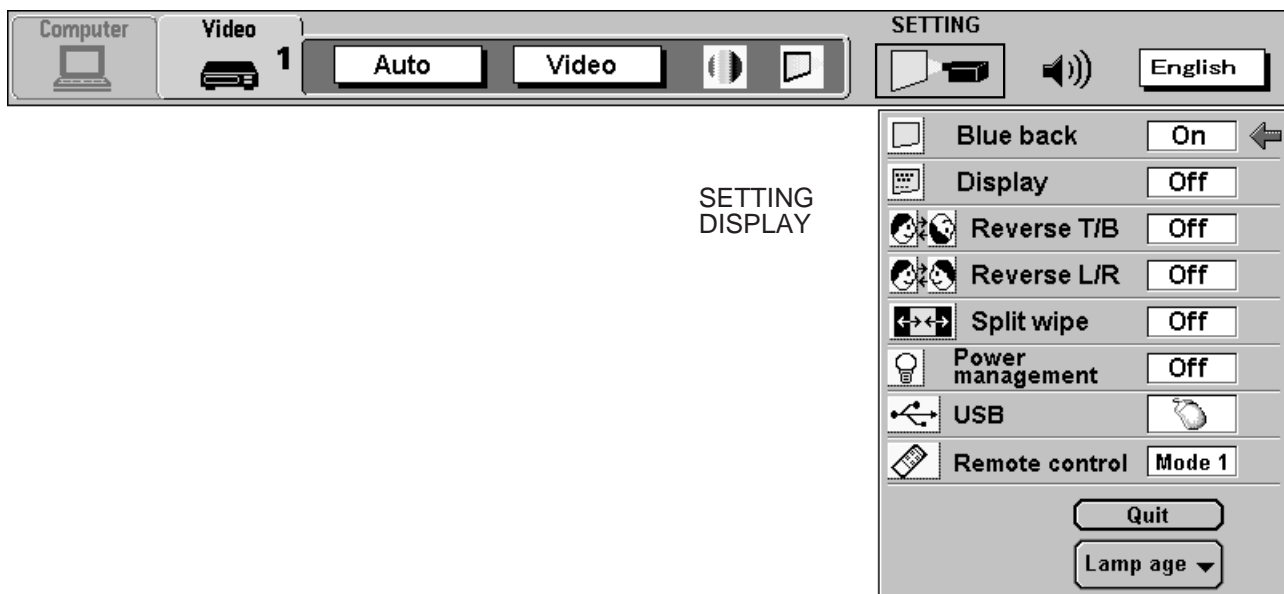 Computer
Video
1
Auto
Video
SETTING
English
SETTING
DISPLAY
Blue back On
Display Off
Reverse T/B Off
Reverse L/R Off
Split wipe Off
Power
management Off
USB
Remote control Mode 1
Quit
Lamp age